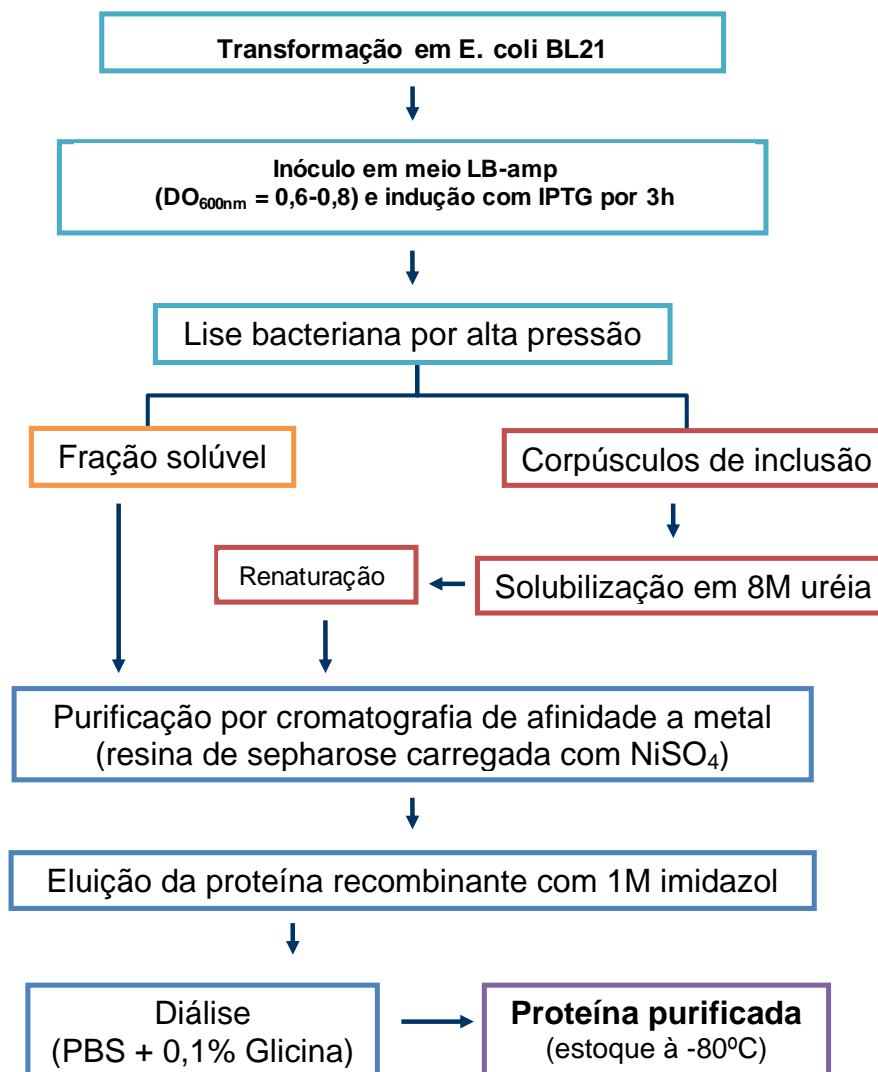 Transformação em E. coli BL21
Inóculo em meio LB-amp
(DO₆₀₀ₙₘ = 0,6-0,8) e indução com IPTG por 3h
Lise bacteriana por alta pressão
Fração solúvel
Corpúsculos de inclusão
Renaturação
Solubilização em 8M uréia
Purificação por cromatografia de afinidade a metal
(resina de sepharose carregada com NiSO₄)
Eluição da proteína recombinante com 1M imidazol
Diálise
(PBS + 0,1% Glicina)
Proteína purificada
(estoque à -80ºC)